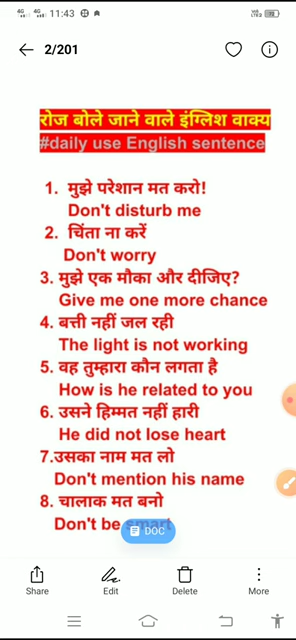 11:43
2/201
रोज बोले जाने वाले इंग्लिश वाक्य
#daily use English sentence
1. मुझे परेशान मत करो!
Don't disturb me
2. चिंता ना करें
Don't worry
3. मुझे एक मौका और दीजिए?
Give me one more chance
4. बत्ती नहीं जल रही
The light is not working
5. वह तुम्हारा कौन लगता है
How is he related to you
6. उसने हिम्मत नहीं हारी
He did not lose heart
7.उसका नाम मत लो
Don't mention his name
8. चालाक मत बनो
Don't be smart
DOC
Share Edit Delete More